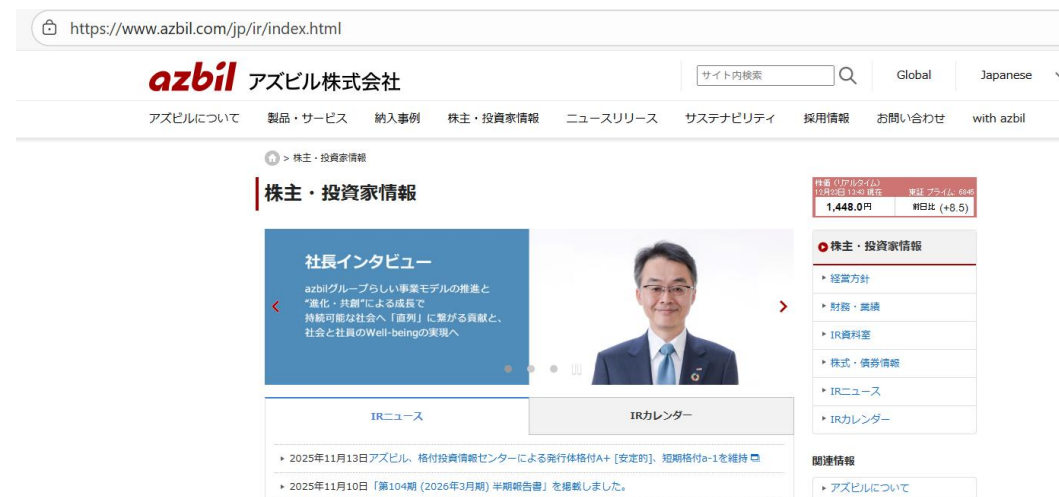 https://www.azbil.com/jp/ir/index.html
azbil アズビル株式会社
サイト内検索
Global
Japanese
アズビルについて 製品・サービス 納入事例 株主・投資家情報 ニュースリリース サステナビリティ 採用情報 お問い合わせ with azbil
> 株主・投資家情報
株主・投資家情報
株価 (リアルタイム)
12月23日 13:43 現在 東証 プライム: 6845
1,448.0円 前日比 (+8.5)
社長インタビュー
azbilグループらしい事業モデルの推進と
“進化・共創”による成長で
持続可能な社会へ「直列」に繋がる貢献と、
社会と社員のWell-beingの実現へ
IRニュース
IRカレンダー
2025年11月13日アズビル、格付投資情報センターによる発行体格付A+ [安定的]、短期格付a-1を維持
2025年11月10日「第104期 (2026年3月期) 半期報告書」を掲載しました。
株主・投資家情報
経営方針
財務・業績
IR資料室
株式・債券情報
IRニュース
IRカレンダー
関連情報
アズビルについて